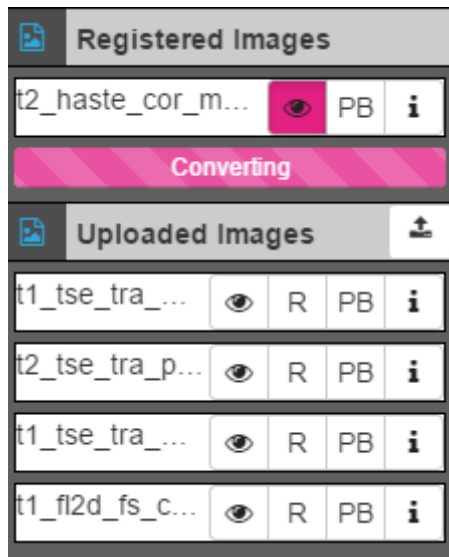 Registered Images
t2_haste_cor_m... PB i
Converting
Uploaded Images
t1_tse_tra_... R PB i
t2_tse_tra_p... R PB i
t1_tse_tra_... R PB i
t1_fl2d_fs_c... R PB i